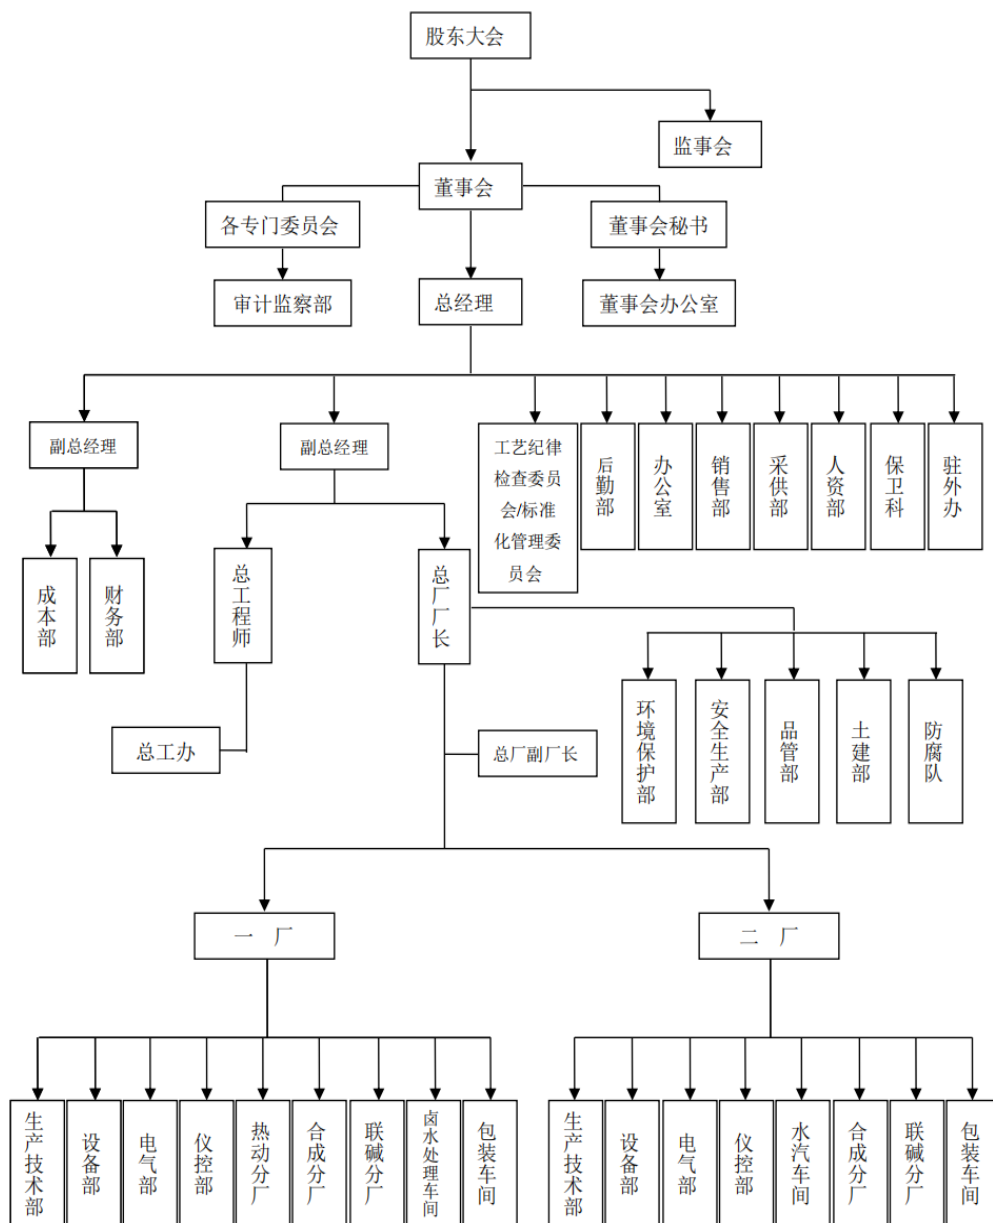 股东大会
监事会
董事会
各专门委员会
董事会秘书
审计监察部
总经理
董事会办公室
副总经理
副总经理
工艺纪律
检查委员
会/标准
化管理委
员会
后勤部
办公室
销售部
采供部
人资部
保卫科
驻外办
成本部
财务部
总工程师
总厂厂长
环境保护部
安全生产部
品管部
土建部
防腐队
总工办
总厂副厂长
一 厂
二 厂
生产技术部
设备部
电气部
仪控部
热动分厂
合成分厂
联碱分厂
卤水处理车间
包装车间
生产技术部
设备部
电气部
仪控部
水汽车间
合成分厂
联碱分厂
包装车间